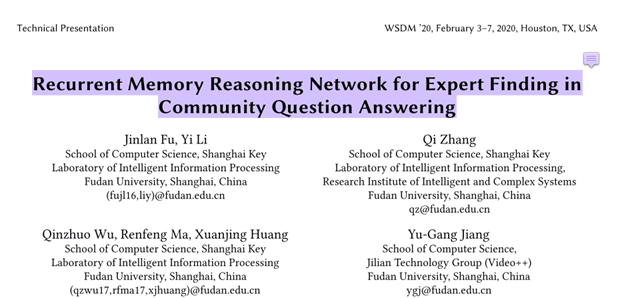 Technical Presentation
WSDM '20, February 3–7, 2020, Houston, TX, USA
Recurrent Memory Reasoning Network for Expert Finding in
Community Question Answering
Jinlan Fu, Yi Li
School of Computer Science, Shanghai Key
Laboratory of Intelligent Information Processing
Fudan University, Shanghai, China
(fujl16,liy)@fudan.edu.cn
Qi Zhang
School of Computer Science, Shanghai Key
Laboratory of Intelligent Information Processing,
Research Institute of Intelligent and Complex Systems
Fudan University, Shanghai, China
qz@fudan.edu.cn
Qinzhuo Wu, Renfeng Ma, Xuanjing Huang
School of Computer Science, Shanghai Key
Laboratory of Intelligent Information Processing
Fudan University, Shanghai, China
(qzwu17,rfma17,xjhuang)@fudan.edu.cn
Yu-Gang Jiang
School of Computer Science,
Jilian Technology Group (Video++)
Fudan University, Shanghai, China
ygj@fudan.edu.cn